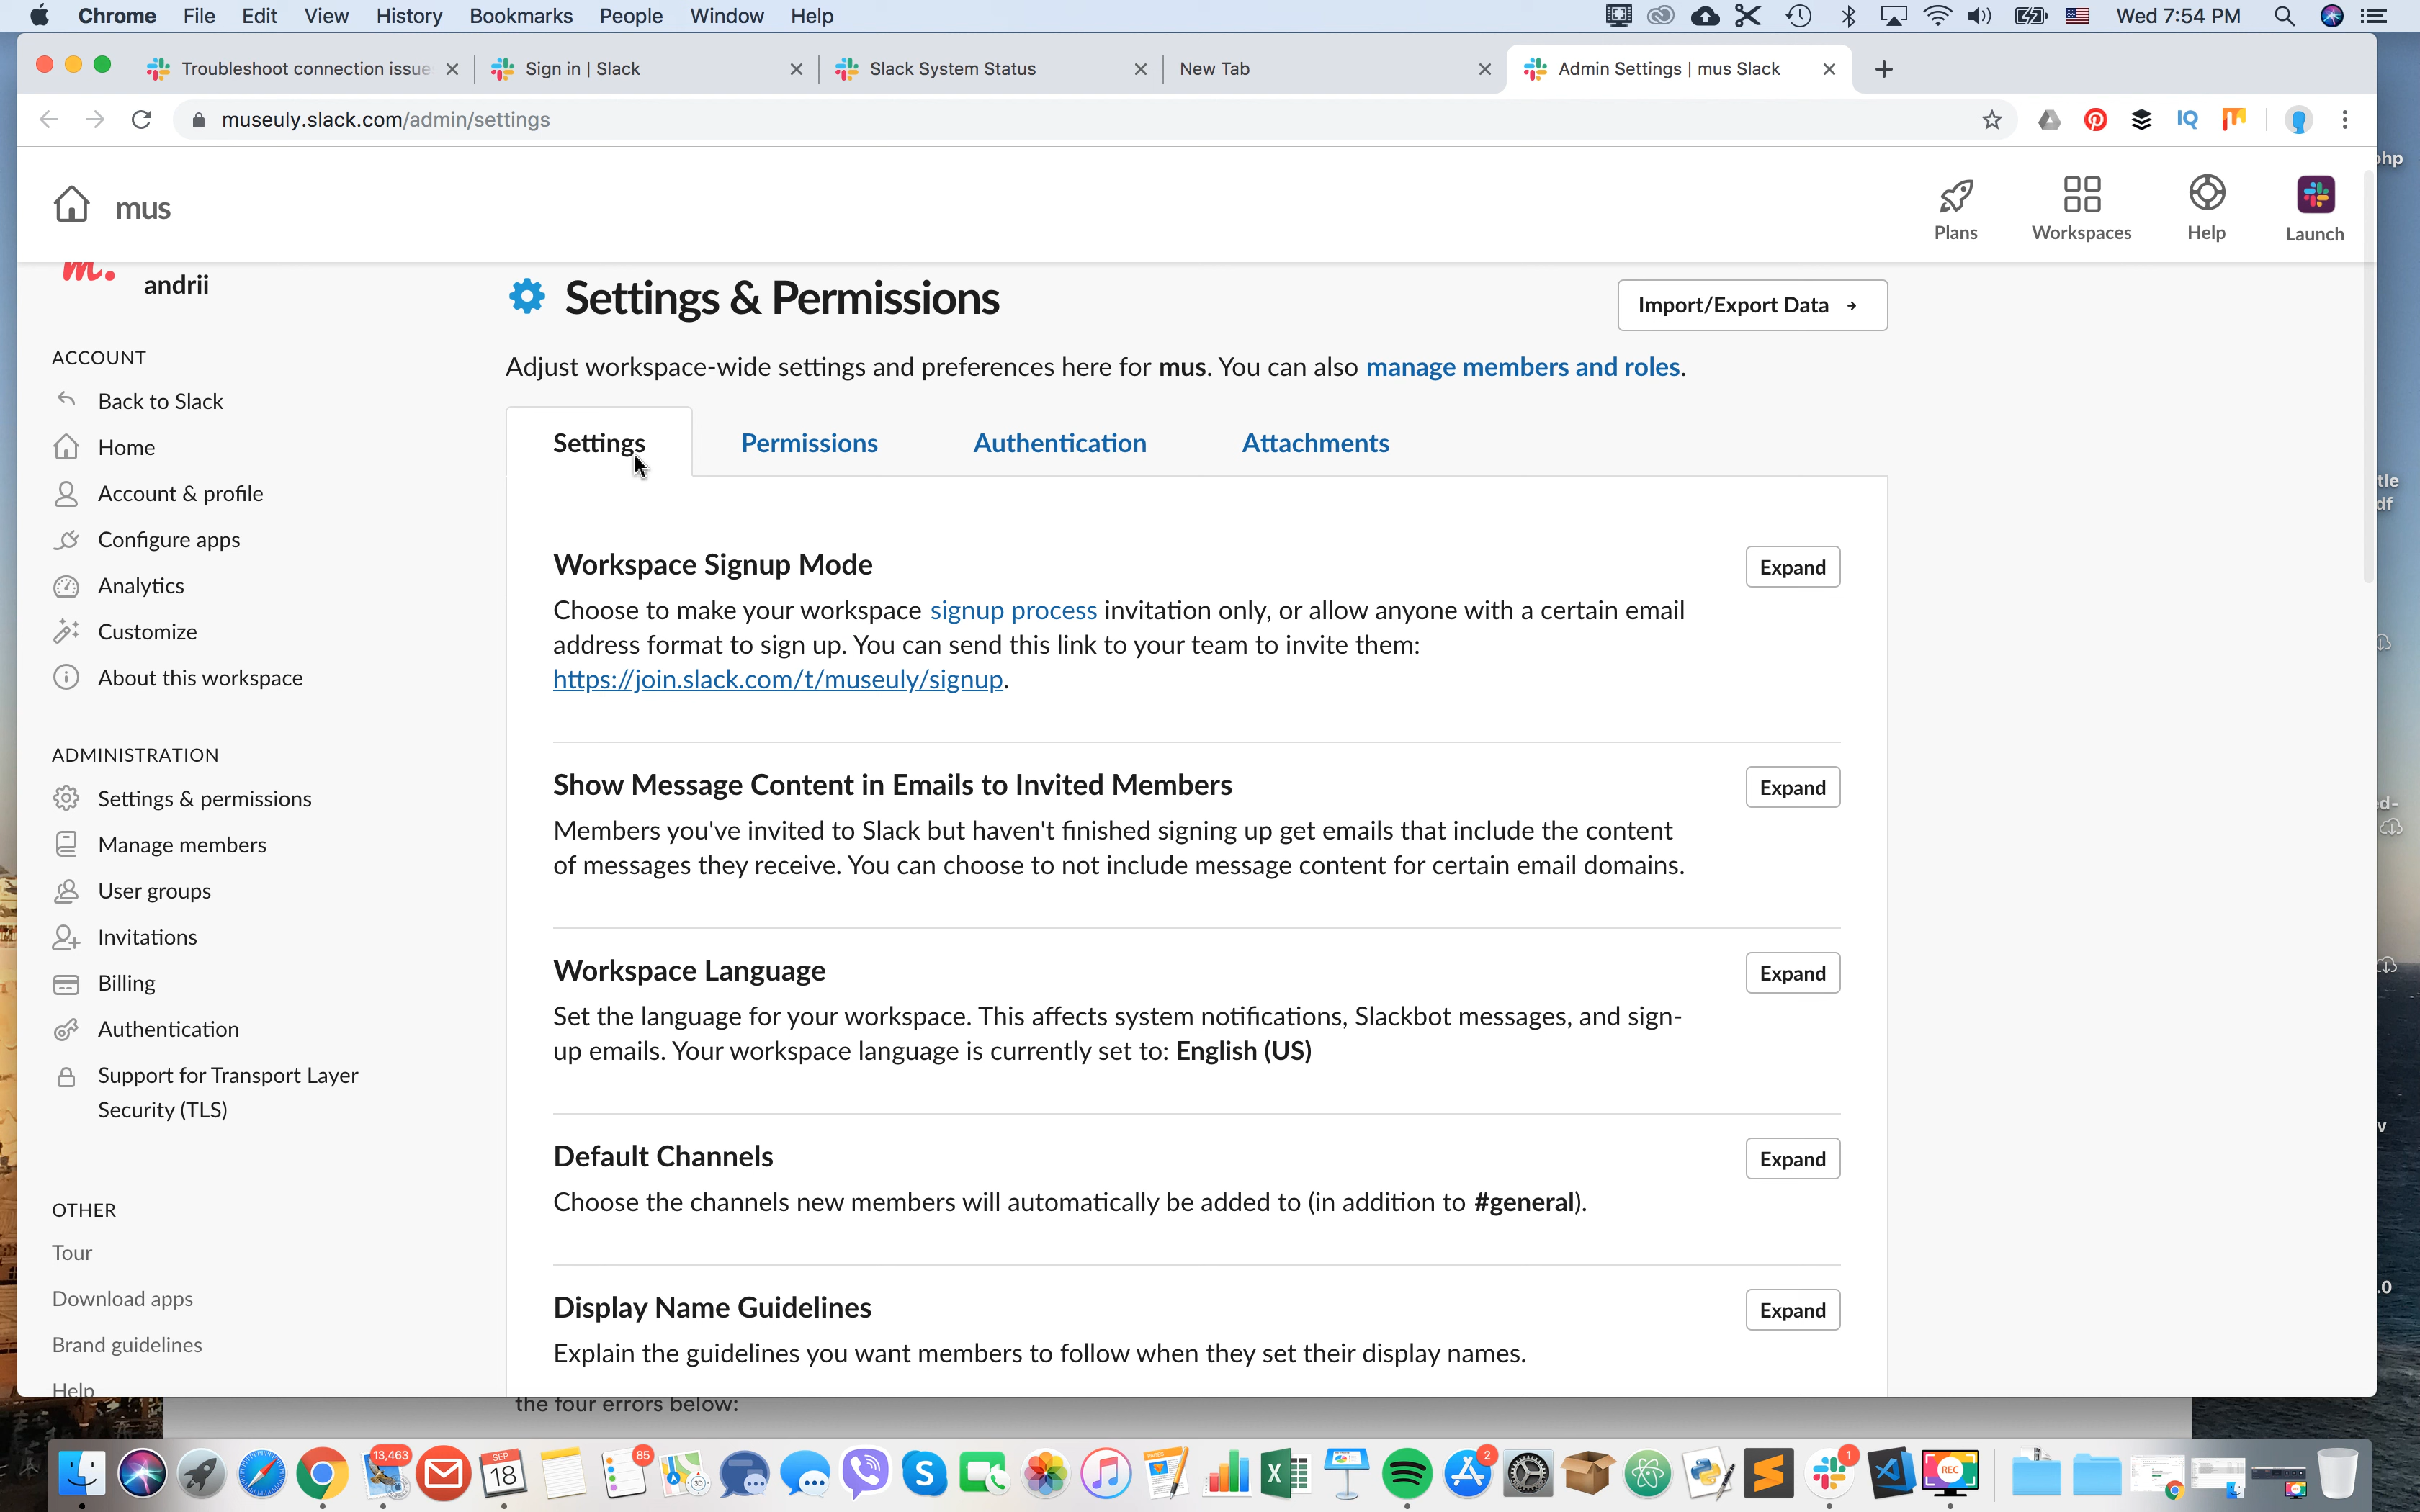 Chrome File Edit View History Bookmarks People Window Help Wed 7:54 PM
Troubleshoot connection issue Sign in | Slack Slack System Status New Tab Admin Settings | mus Slack
museuly.slack.com/admin/settings
mus
Plans Workspaces Help Launch
m.
andrii
ACCOUNT
Back to Slack
Home
Account & profile
Configure apps
Analytics
Customize
About this workspace
ADMINISTRATION
Settings & permissions
Manage members
User groups
Invitations
Billing
Authentication
Support for Transport Layer
Security (TLS)
OTHER
Tour
Download apps
Brand guidelines
Help
Settings & Permissions
Import/Export Data
Adjust workspace-wide settings and preferences here for mus. You can also manage members and roles.
Settings Permissions Authentication Attachments
Workspace Signup Mode
Expand
Choose to make your workspace signup process invitation only, or allow anyone with a certain email
address format to sign up. You can send this link to your team to invite them:
https://join.slack.com/t/museuly/signup.
Show Message Content in Emails to Invited Members
Expand
Members you've invited to Slack but haven't finished signing up get emails that include the content
of messages they receive. You can choose to not include message content for certain email domains.
Workspace Language
Expand
Set the language for your workspace. This affects system notifications, Slackbot messages, and sign-
up emails. Your workspace language is currently set to: English (US)
Default Channels
Expand
Choose the channels new members will automatically be added to (in addition to #general).
Display Name Guidelines
Expand
Explain the guidelines you want members to follow when they set their display names.
the four errors below:
php
tle
df
ed-
v
.0
13,463
SEP
18
85
2
1
REC